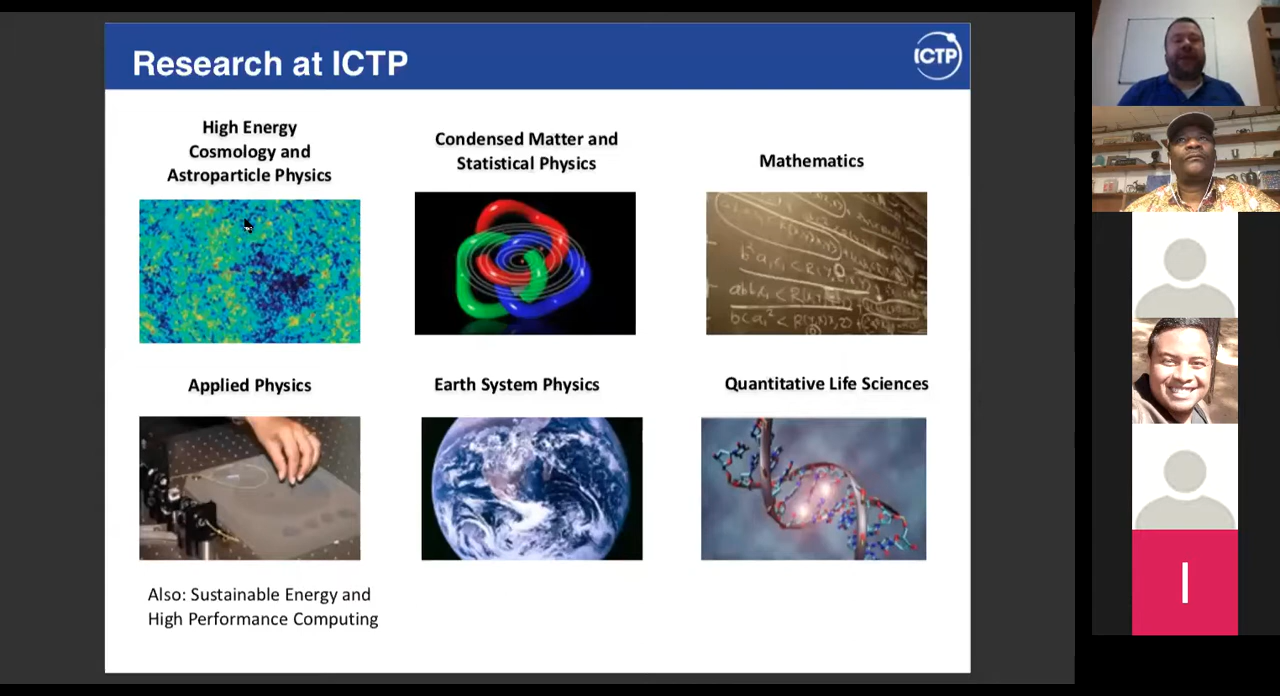 Research at ICTP
ICTP
High Energy
Cosmology and
Astroparticle Physics
Condensed Matter and
Statistical Physics
Mathematics
Applied Physics
Earth System Physics
Quantitative Life Sciences
Also: Sustainable Energy and
High Performance Computing
I